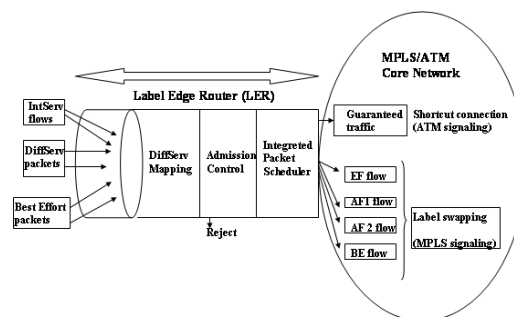 MPLS/ATM
Core Network
Label Edge Router (LER)
IntServ
flows
DiffServ
packets
Best Effort
packets
DiffServ
Mapping
Admission
Control
Integreted
Packet
Scheduler
Reject
Guaranteed
traffic
Shortcut connection
(ATM signaling)
EF flow
AF1 flow
AF 2 flow
BE flow
Label swapping
(MPLS signaling)